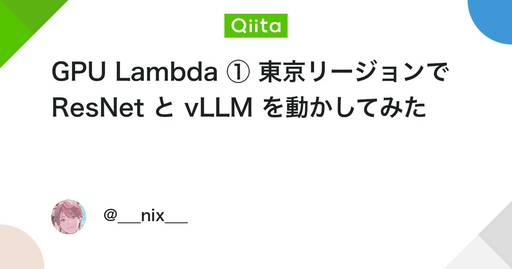 Qiita
GPU Lambda ① 東京リージョンで
ResNet と vLLM を動かしてみた
@__nix__